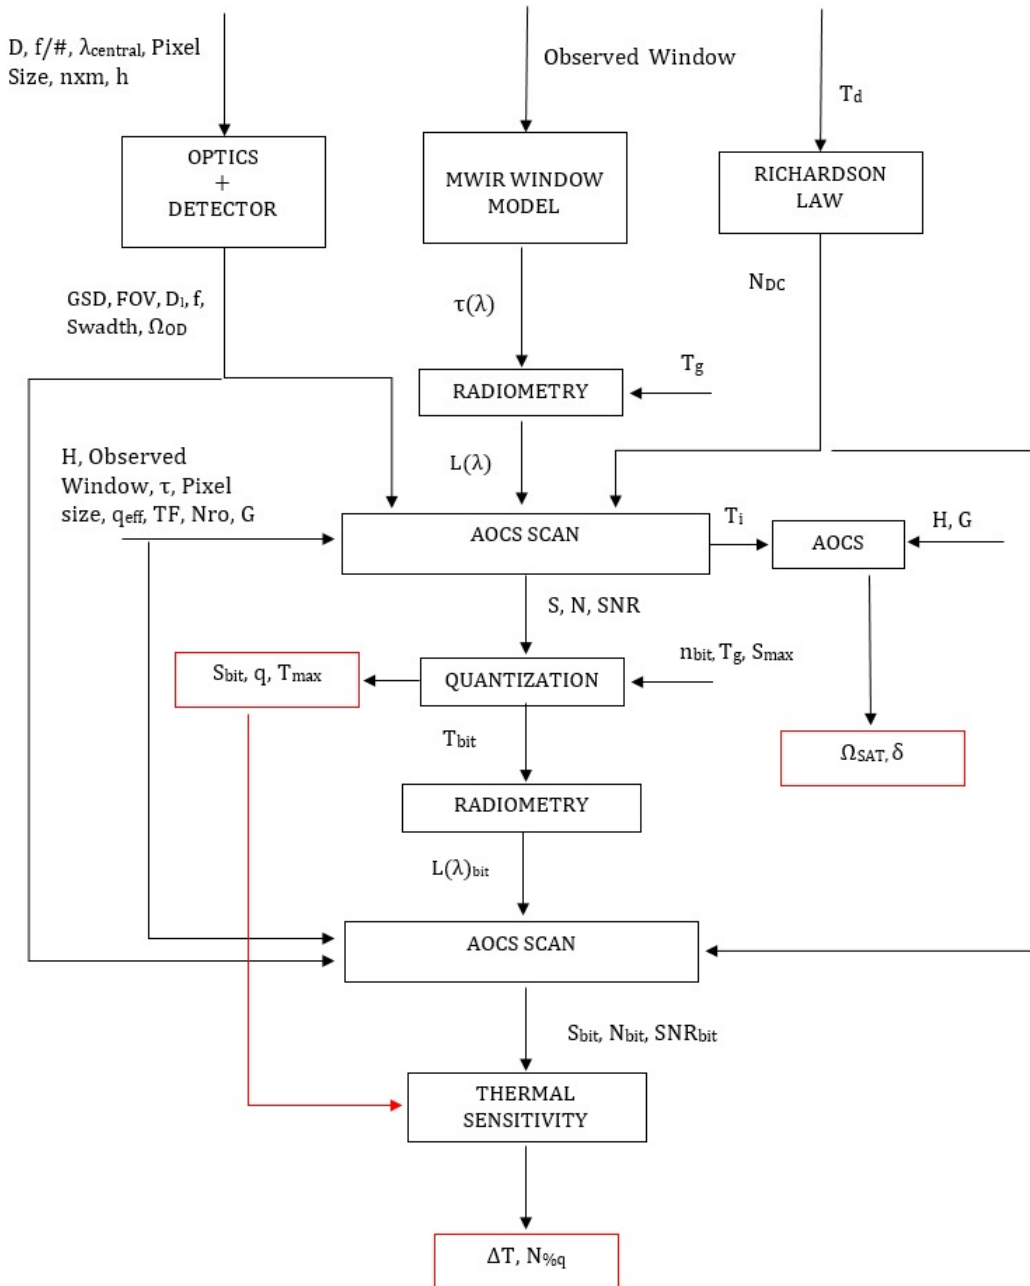 D, f/#, λcentral, Pixel
Size, nxm, h
Observed Window
Td
OPTICS
+
DETECTOR
MWIR WINDOW
MODEL
RICHARDSON
LAW
GSD, FOV, Dl, f,
Swadth, ΩOD
τ(λ)
NDC
RADIOMETRY
Tg
L(λ)
H, Observed
Window, τ, Pixel
size, qeff, TF, Nro, G
AOCS SCAN
Ti
AOCS
H, G
S, N, SNR
Sbit, q, Tmax
QUANTIZATION
nbit, Tg, Smax
Tbit
ΩSAT, δ
RADIOMETRY
L(λ)bit
AOCS SCAN
Sbit, Nbit, SNRbit
THERMAL
SENSITIVITY
ΔT, N%q